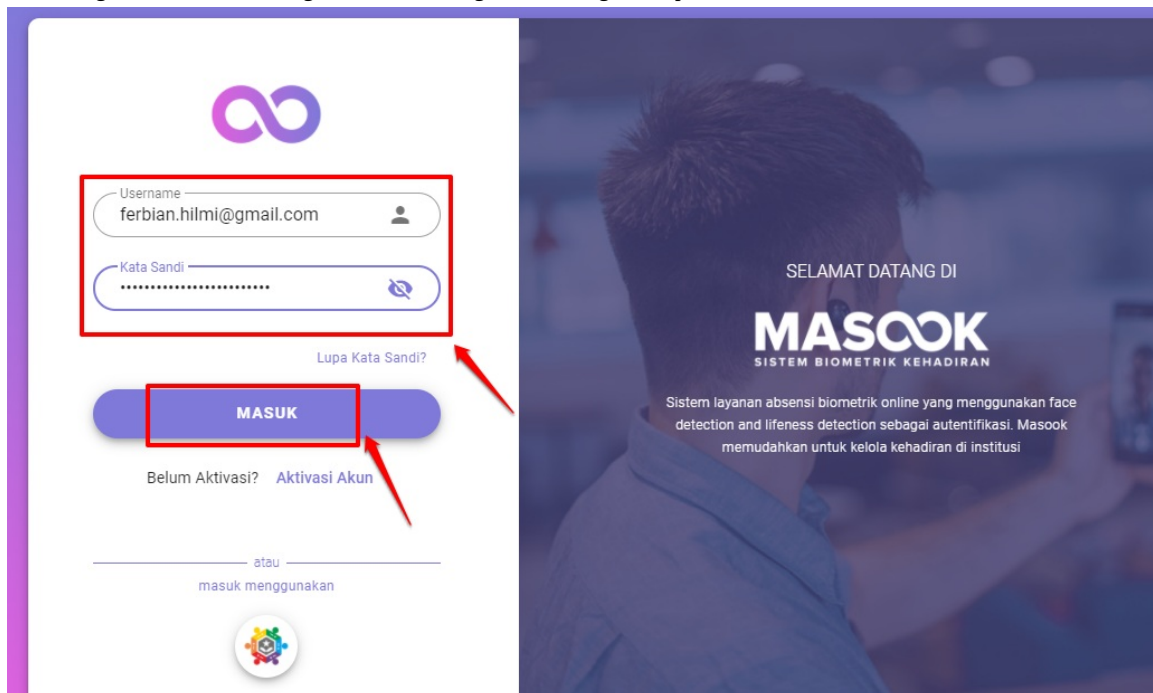 Username
ferbian.hilmi@gmail.com
Kata Sandi
••••••••••••••••••••••••
Lupa Kata Sandi?
MASUK
Belum Aktivasi? Aktivasi Akun
atau
masuk menggunakan
SELAMAT DATANG DI
MASOOK
SISTEM BIOMETRIK KEHADIRAN
Sistem layanan absensi biometrik online yang menggunakan face
detection and lifeness detection sebagai autentifikasi. Masook
memudahkan untuk kelola kehadiran di institusi